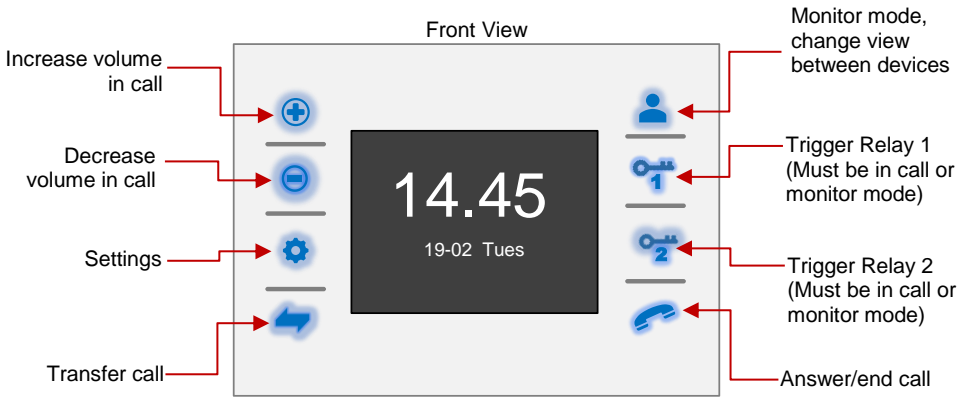 Front View
Increase volume
in call
Decrease
volume in call
Settings
Transfer call
14.45
19-02 Tues
1
2
Monitor mode,
change view
between devices
Trigger Relay 1
(Must be in call or
monitor mode)
Trigger Relay 2
(Must be in call or
monitor mode)
Answer/end call